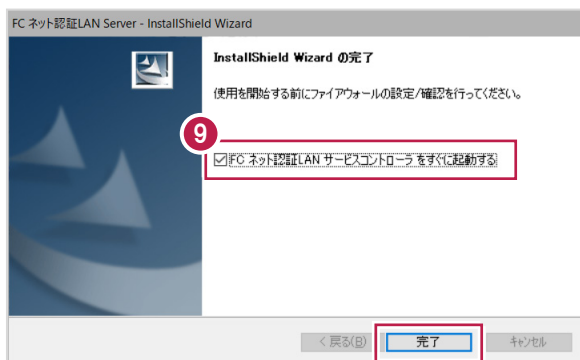 FC ネット認証LAN Server - InstallShield Wizard
InstallShield Wizard の完了
使用を開始する前にファイアウォールの設定/確認を行ってください。
9
FC ネット認証LAN サービスコントローラ をすぐに起動する
< 戻る(B)
完了
キャンセル